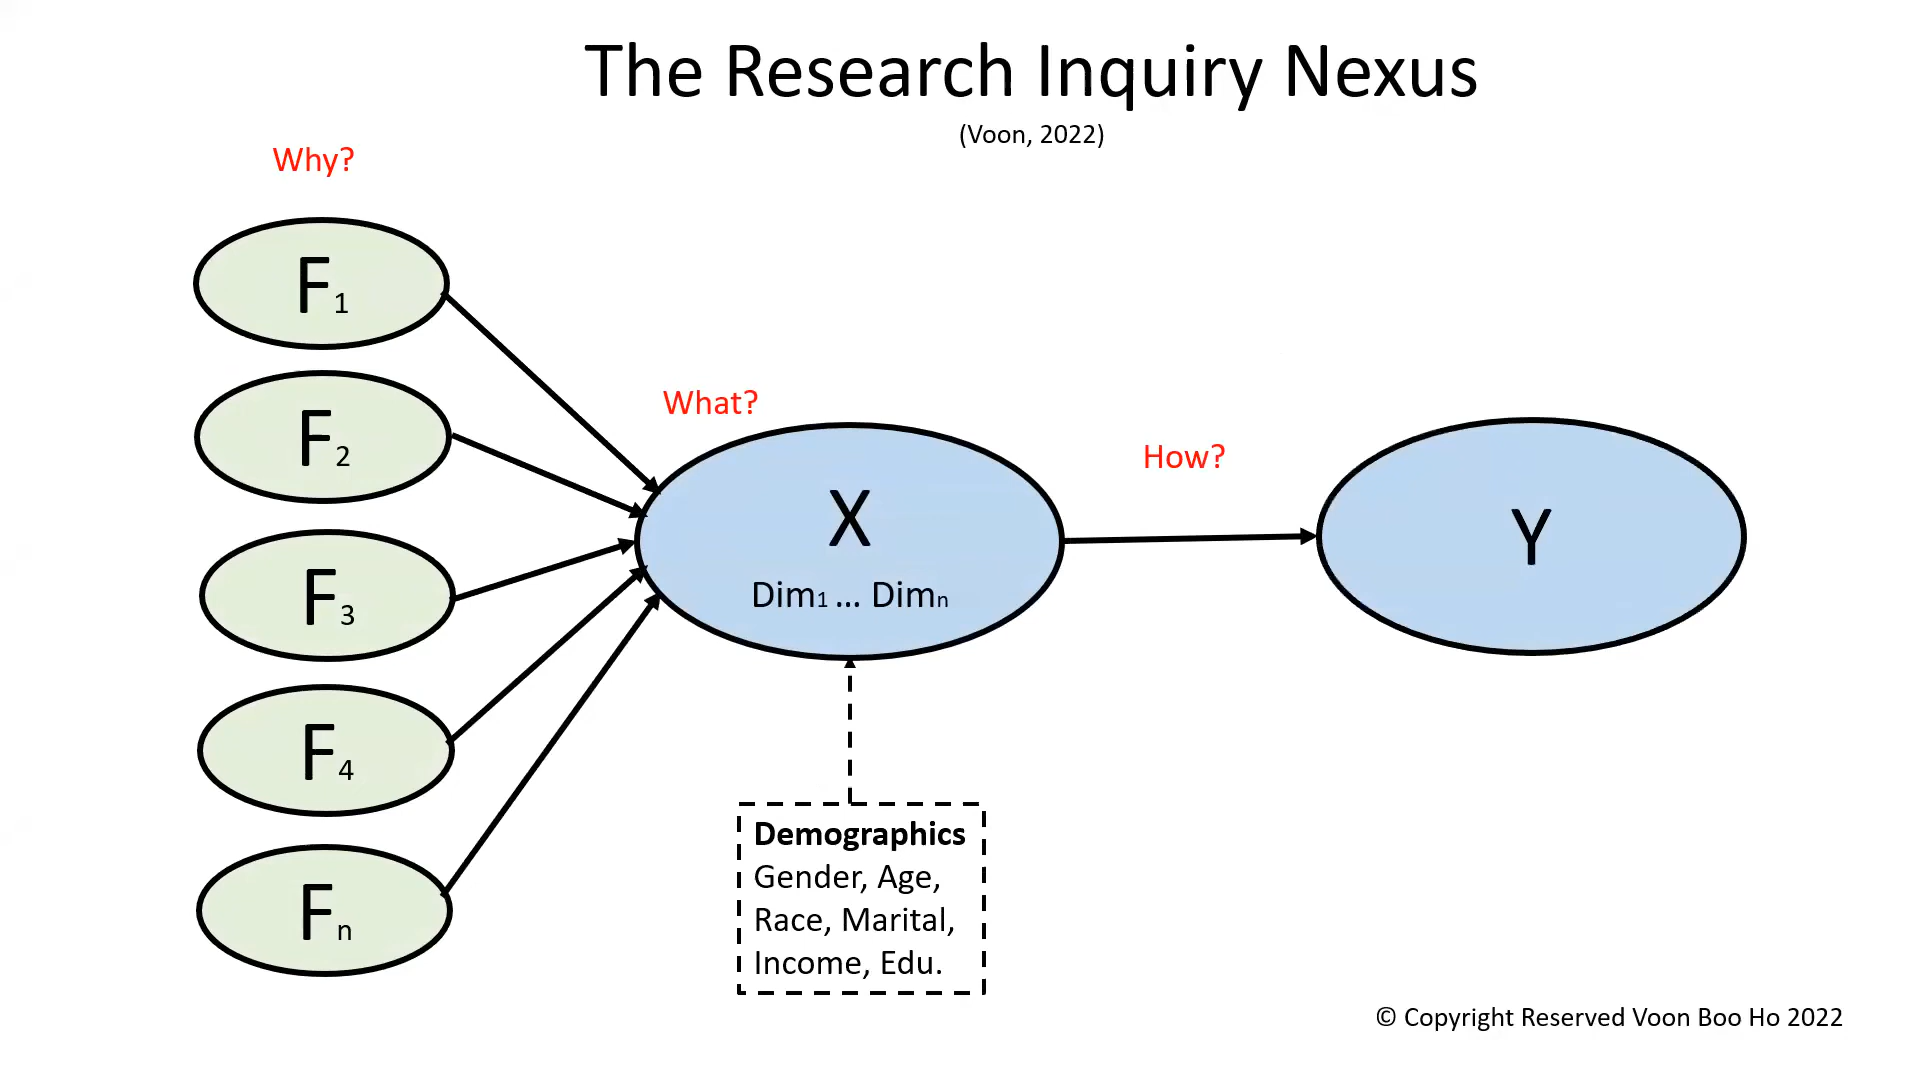 The Research Inquiry Nexus
(Voon, 2022)
Why?
F1
F2
F3
F4
Fn
What?
X
Dim1 ... Dimn
How?
Y
Demographics
Gender, Age,
Race, Marital,
Income, Edu.
© Copyright Reserved Voon Boo Ho 2022